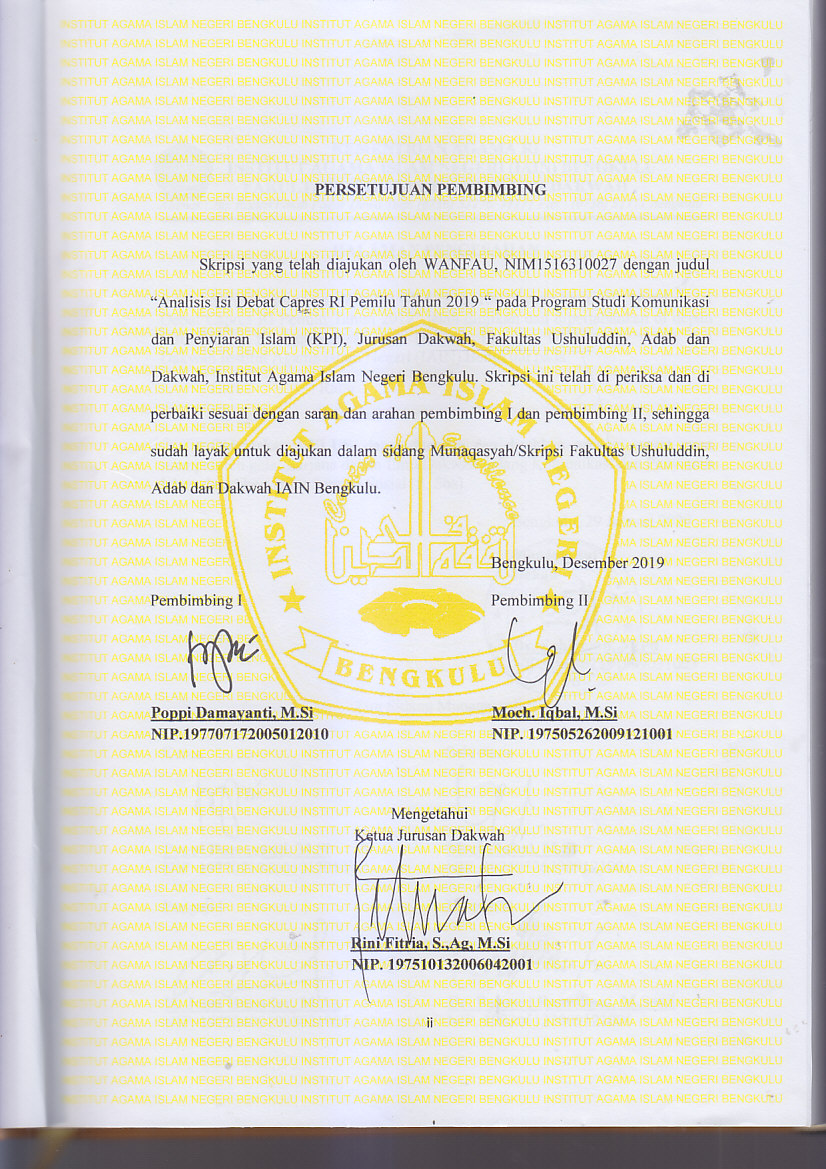 PERSETUJUAN PEMBIMBING
Skripsi yang telah diajukan oleh WANFAU, NIM1516310027 dengan judul
“Analisis Isi Debat Capres RI Pemilu Tahun 2019 “ pada Program Studi Komunikasi
dan Penyiaran Islam (KPI), Jurusan Dakwah, Fakultas Ushuluddin, Adab dan
Dakwah, Institut Agama Islam Negeri Bengkulu. Skripsi ini telah di periksa dan di
perbaiki sesuai dengan saran dan arahan pembimbing I dan pembimbing II, sehingga
sudah layak untuk diajukan dalam sidang Munaqasyah/Skripsi Fakultas Ushuluddin,
Adab dan Dakwah IAIN Bengkulu.
INSTITUT AGAMA ISLAM NEGERI
BENGKULU
Bengkulu, Desember 2019
Pembimbing I Pembimbing II
Poppi Damayanti, M.Si Moch. Iqbal, M.Si
NIP.197707172005012010 NIP. 197505262009121001
Mengetahui
Ketua Jurusan Dakwah
Rini Fitria, S.,Ag, M.Si
NIP. 197510132006042001
ii